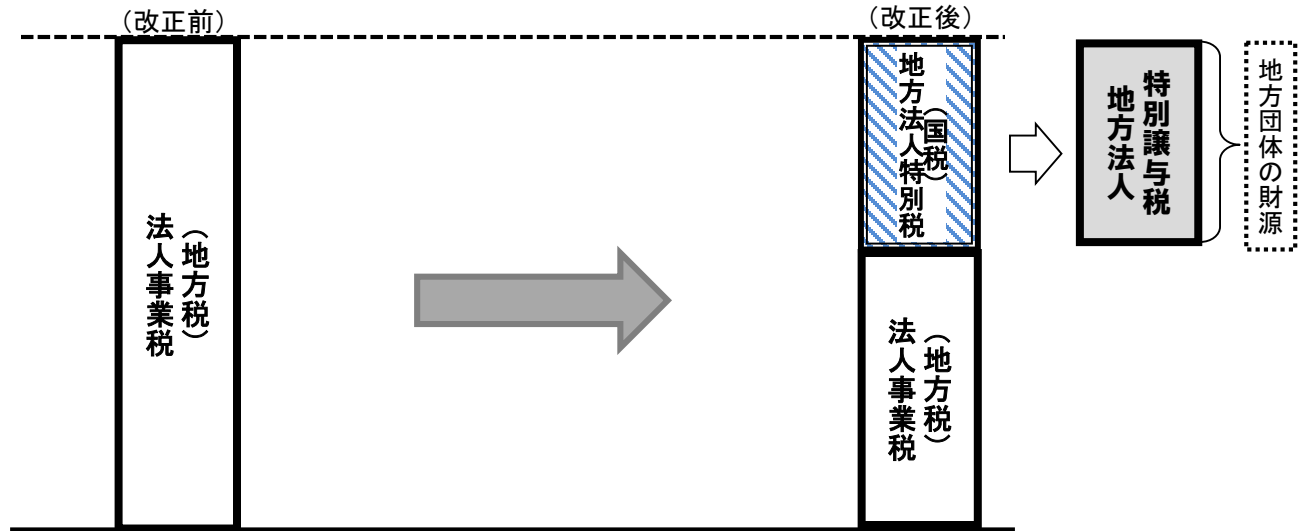 （改正前）
（地方税）
法人事業税
（改正後）
（国税）
地方法人特別税
（地方税）
法人事業税
特別譲与税
地方法人
地方団体の財源